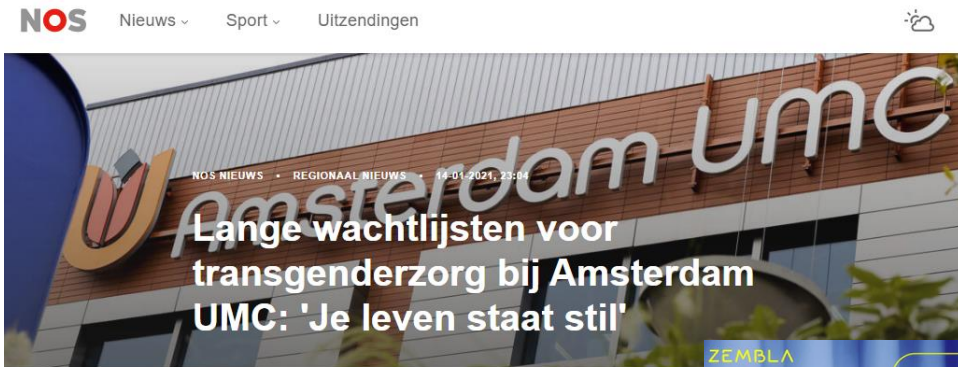 NOS Nieuws Sport Uitzendingen
Amsterdam UMC
NOS NIEUWS • REGIONAAL NIEUWS • 14-01-2021, 23:04
Lange wachtlijsten voor
transgenderzorg bij Amsterdam
UMC: 'Je leven staat stil'
ZEMBLA